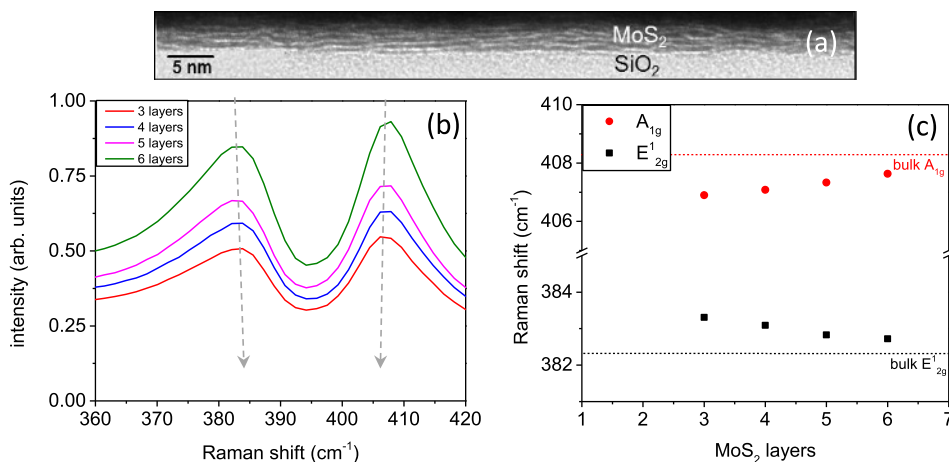 MoS₂
(a)
5 nm
SiO₂
(b)
3 layers
4 layers
5 layers
6 layers
1.00
0.75
0.50
0.25
0.00
intensity (arb. units)
360 370 380 390 400 410 420
Raman shift (cm⁻¹)
(c)
A₁g
E¹₂g
bulk A₁g
bulk E¹₂g
410
408
406
384
382
Raman shift (cm⁻¹)
1 2 3 4 5 6 7
MoS₂ layers